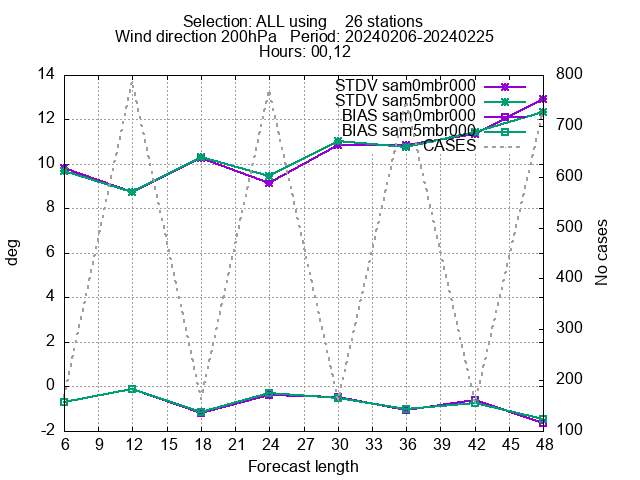 Selection: ALL using    26 stations
Wind direction 200hPa   Period: 20240206-20240225
Hours: 00,12
STDV sam0mbr000
STDV sam5mbr000
BIAS sam0mbr000
BIAS sam5mbr000
CASES
14
12
10
8
6
4
2
0
-2
deg
800
700
600
500
400
300
200
100
No cases
6 9 12 15 18 21 24 27 30 33 36 39 42 45 48
Forecast length